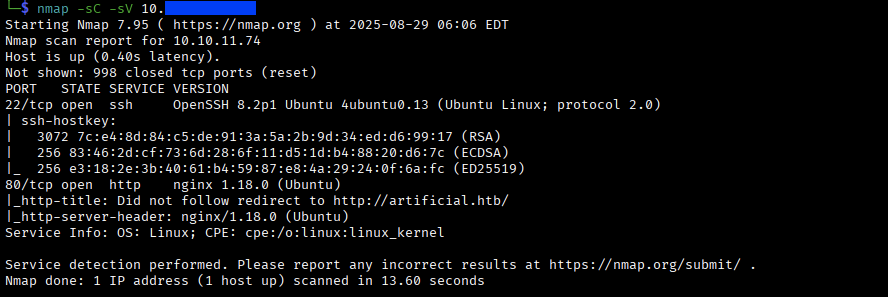 └─$ nmap -sC -sV 10.
Starting Nmap 7.95 ( https://nmap.org ) at 2025-08-29 06:06 EDT
Nmap scan report for 10.10.11.74
Host is up (0.40s latency).
Not shown: 998 closed tcp ports (reset)
PORT   STATE SERVICE VERSION
22/tcp open  ssh     OpenSSH 8.2p1 Ubuntu 4ubuntu0.13 (Ubuntu Linux; protocol 2.0)
| ssh-hostkey:
|   3072 7c:e4:8d:84:c5:de:91:3a:5a:2b:9d:34:ed:d6:99:17 (RSA)
|   256 83:46:2d:cf:73:6d:28:6f:11:d5:1d:b4:88:20:d6:7c (ECDSA)
|_  256 e3:18:2e:3b:40:61:b4:59:87:e8:4a:29:24:0f:6a:fc (ED25519)
80/tcp open  http    nginx 1.18.0 (Ubuntu)
|_http-title: Did not follow redirect to http://artificial.htb/
|_http-server-header: nginx/1.18.0 (Ubuntu)
Service Info: OS: Linux; CPE: cpe:/o:linux:linux_kernel
Service detection performed. Please report any incorrect results at https://nmap.org/submit/ .
Nmap done: 1 IP address (1 host up) scanned in 13.60 seconds